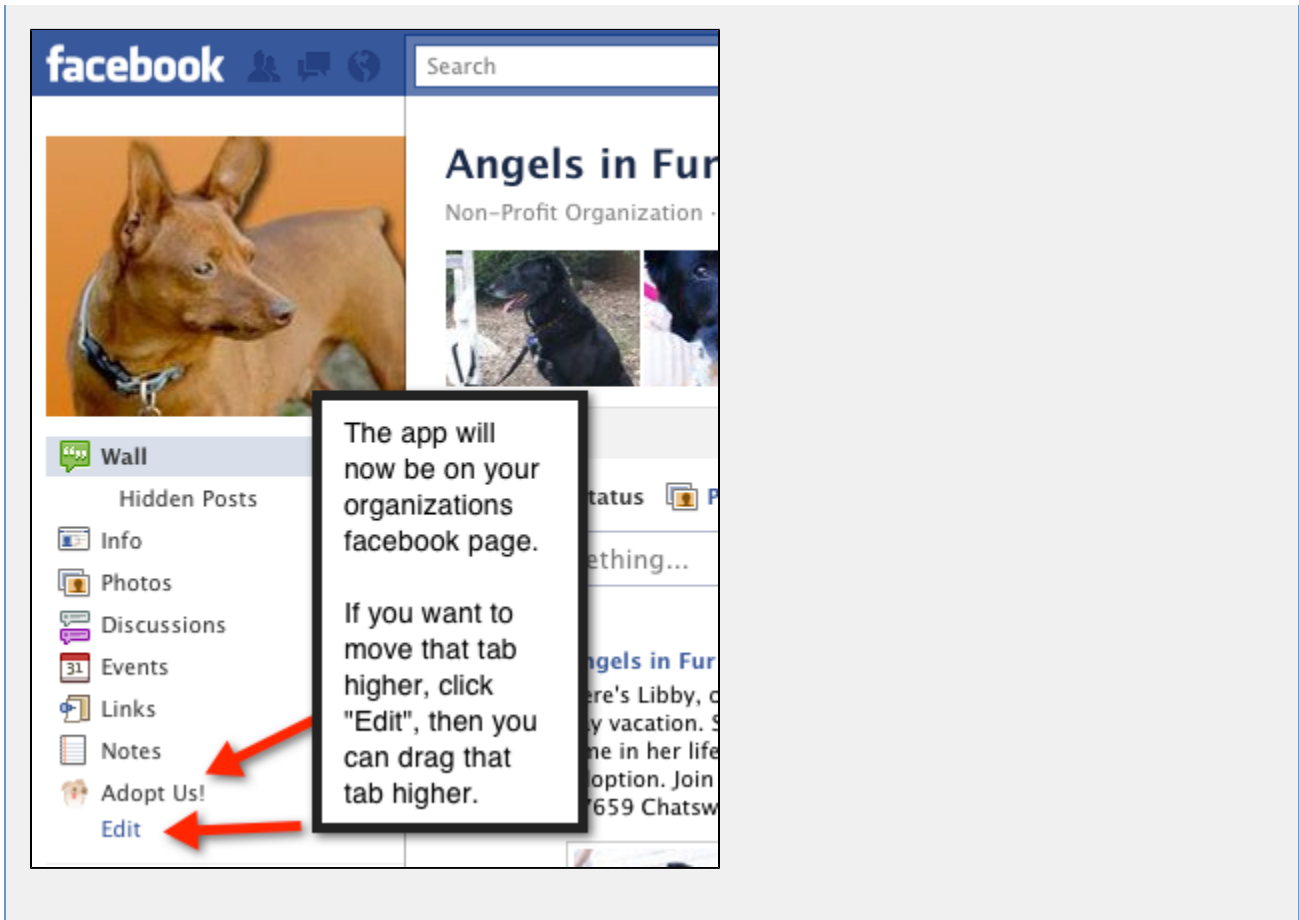 facebook
Search
Angels in Fur
Non-Profit Organization ·
Wall
Hidden Posts
Info
Photos
Discussions
31 Events
Links
Notes
Adopt Us!
Edit
The app will
now be on your
organizations
facebook page.
If you want to
move that tab
higher, click
"Edit", then you
can drag that
tab higher.
tatus P
ething...
ngels in Fur
ere's Libby, o
y vacation. S
me in her life
option. Join
7659 Chatsw